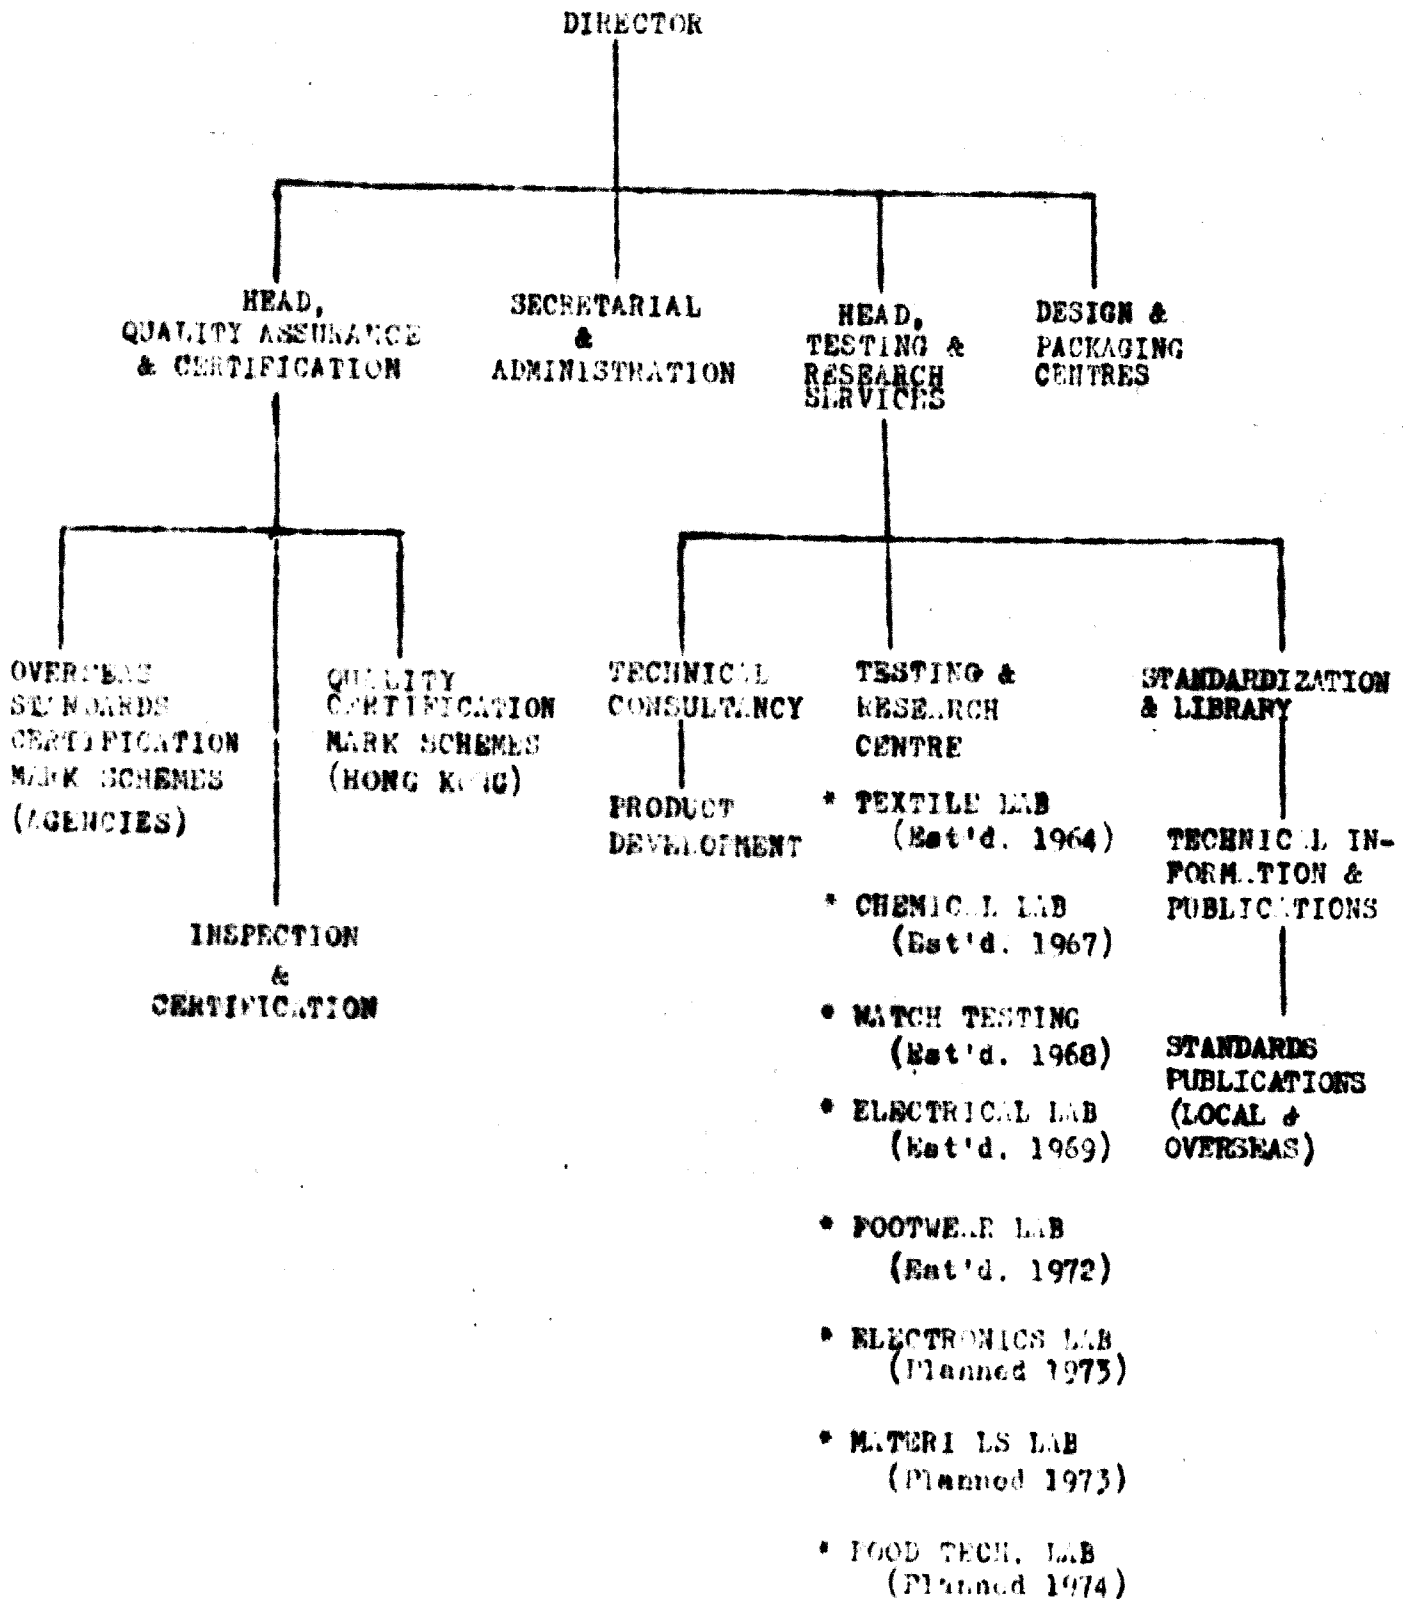 DIRECTOR
HEAD,
QUALITY ASSURANCE
& CERTIFICATION
SECRETARIAL
&
ADMINISTRATION
HEAD,
TESTING &
RESEARCH
SERVICES
DESIGN &
PACKAGING
CENTRES
OVERSEAS
STANDARDS
CERTIFICATION
MARK SCHEMES
(AGENCIES)
QUALITY
CERTIFICATION
MARK SCHEMES
(HONG KONG)
INSPECTION
&
CERTIFICATION
TECHNICAL
CONSULTANCY
PRODUCT
DEVELOPMENT
TESTING &
RESEARCH
CENTRE
* TEXTILE LAB
(Est'd. 1964)
* CHEMICAL LAB
(Est'd. 1967)
* WATCH TESTING
(Est'd. 1968)
* ELECTRICAL LAB
(Est'd. 1969)
* FOOTWEAR LAB
(Est'd. 1972)
* ELECTRONICS LAB
(Planned 1973)
* MATERIALS LAB
(Planned 1973)
* FOOD TECH. LAB
(Planned 1974)
STANDARDIZATION
& LIBRARY
TECHNICAL IN-
FORMATION &
PUBLICATIONS
STANDARDS
PUBLICATIONS
(LOCAL &
OVERSEAS)